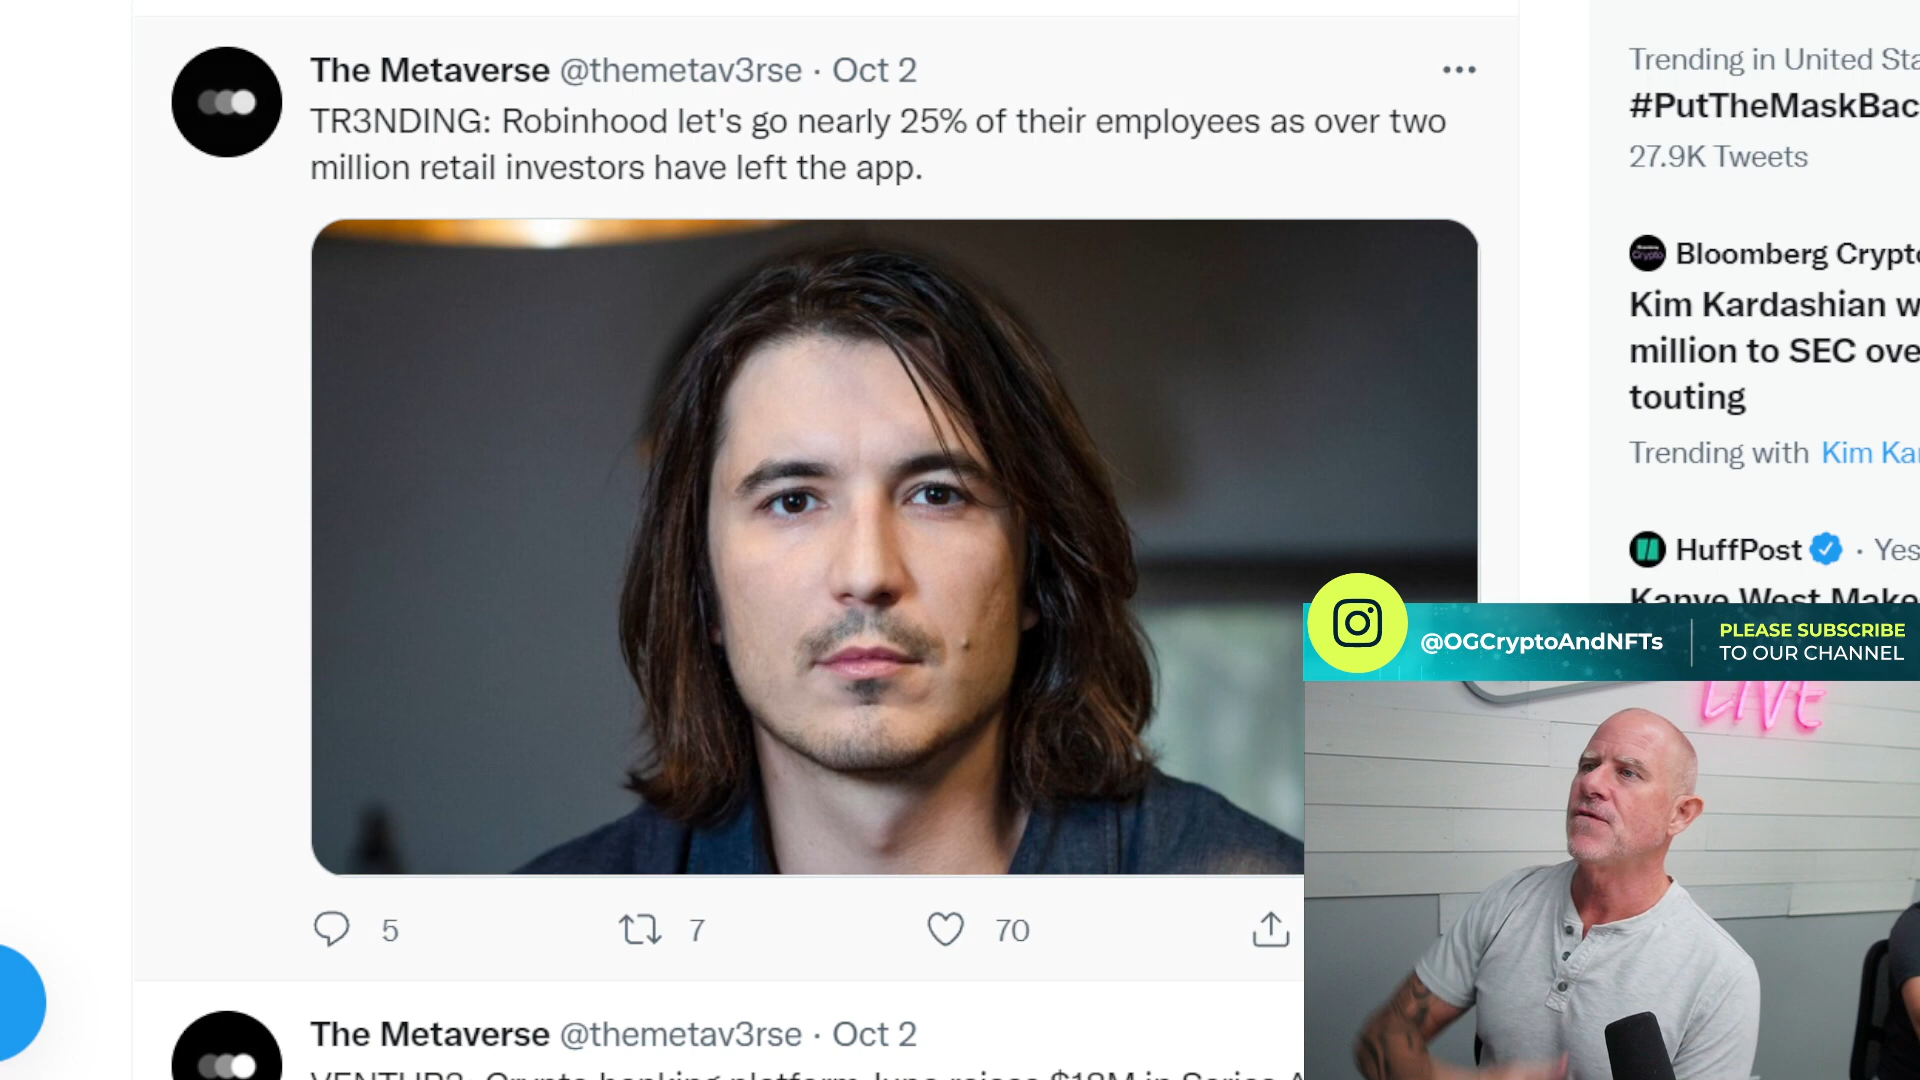 The Metaverse @themetav3rse · Oct 2
TR3NDING: Robinhood let's go nearly 25% of their employees as over two
million retail investors have left the app.
5 7 70
The Metaverse @themetav3rse · Oct 2
Trending in United Sta
#PutTheMaskBac
27.9K Tweets
Bloomberg Crypto
Kim Kardashian w
million to SEC ove
touting
Trending with Kim Kar
HuffPost · Yes
Kanye West Make
@OGCryptoAndNFTs
PLEASE SUBSCRIBE
TO OUR CHANNEL
LIVE